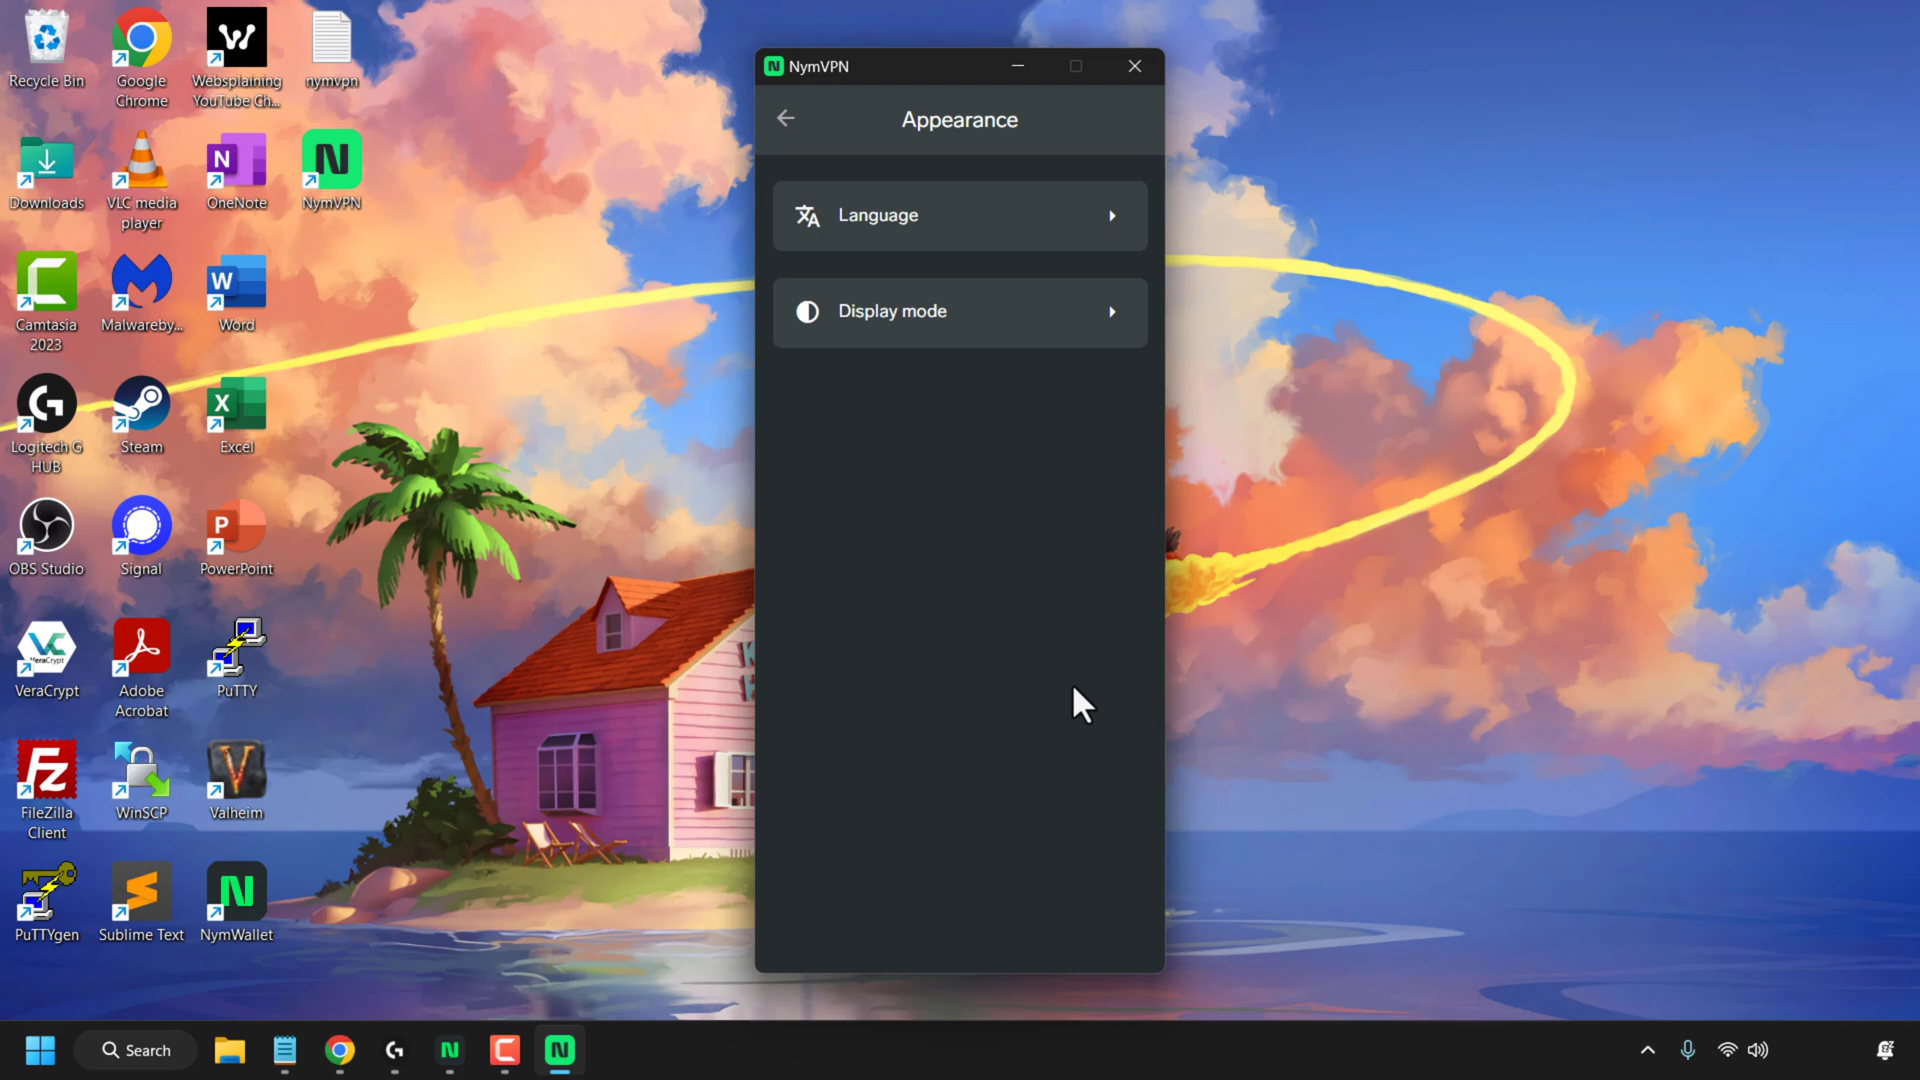 Recycle Bin
Google
Chrome
Websplaining
YouTube Ch...
nymvpn
Downloads
VLC media
player
OneNote
NymVPN
Camtasia
2023
Malwareby...
Word
Logitech G
HUB
Steam
Excel
OBS Studio
Signal
PowerPoint
VeraCrypt
VeraCrypt
Adobe
Acrobat
PuTTY
FileZilla
Client
WinSCP
Valheim
PuTTYgen
Sublime Text
NymWallet
NymVPN
Appearance
Language
Display mode
Search